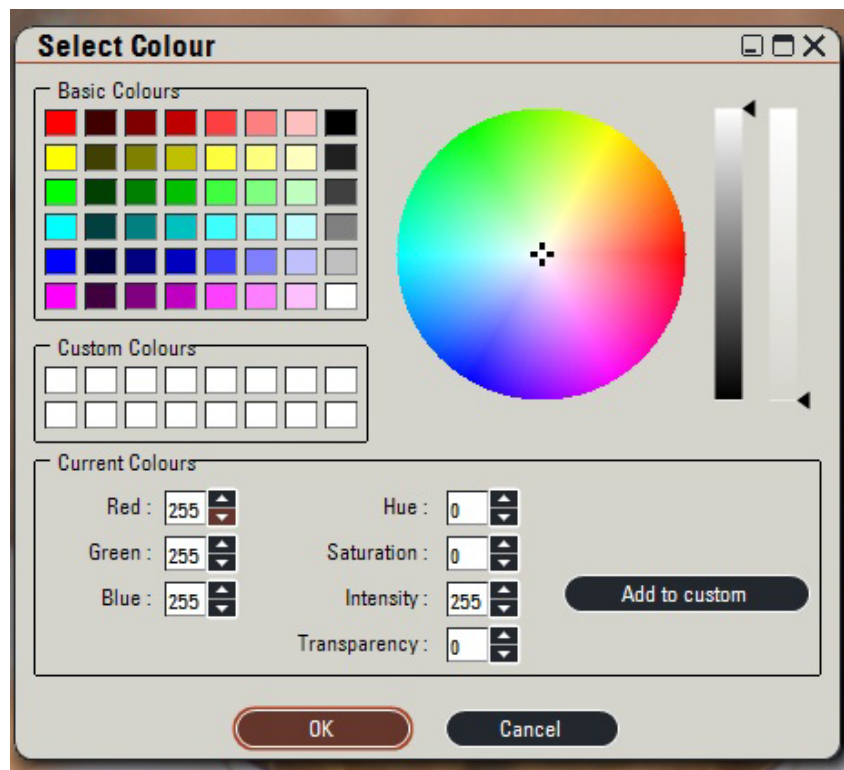 Select Colour
Basic Colours
Custom Colours
Current Colours
Red : 255
Hue : 0
Green : 255
Saturation : 0
Blue : 255
Intensity : 255
Add to custom
Transparency : 0
OK
Cancel